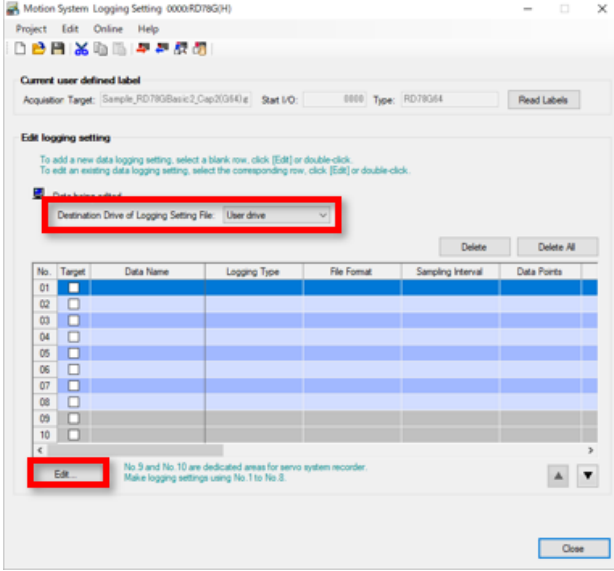 Motion System Logging Setting 0000:RD78G(H)
Project Edit Online Help
Current user defined label
Acquisition Target: Sample_RD78G(Basic2_Cap20364)g Start I/O: 0000 Type: RD78G64 Read Labels
Edit logging setting
To add a new data logging setting, select a blank row, click [Edit] or double-click.
To edit an existing data logging setting, select the corresponding row, click [Edit] or double-click.
Data being edited
Destination Drive of Logging Setting File: User drive
Delete Delete All
No. Target Data Name Logging Type File Format Sampling Interval Data Points
01
02
03
04
05
06
07
08
09
10
Edit...
No.9 and No.10 are dedicated areas for servo system recorder.
Make logging settings using No.1 to No.8.
Close